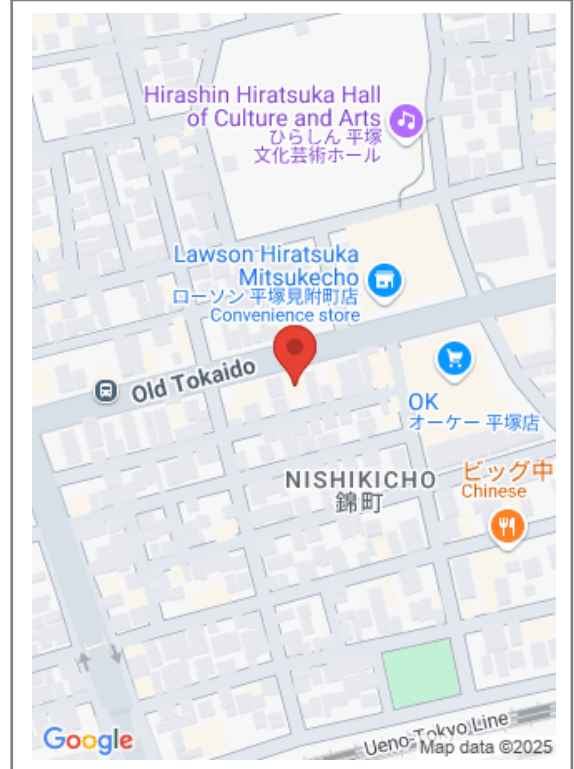 Hirashin Hiratsuka Hall
of Culture and Arts
ひらしん 平塚
文化芸術ホール
Lawson Hiratsuka
Mitsukecho
ローソン 平塚見附町店
Convenience store
Old Tokaido
OK
オーケー 平塚店
NISHIKICHO
錦町
ビッグ中
Chinese
Ueno-Tokyo Line
Google
Map data ©2025